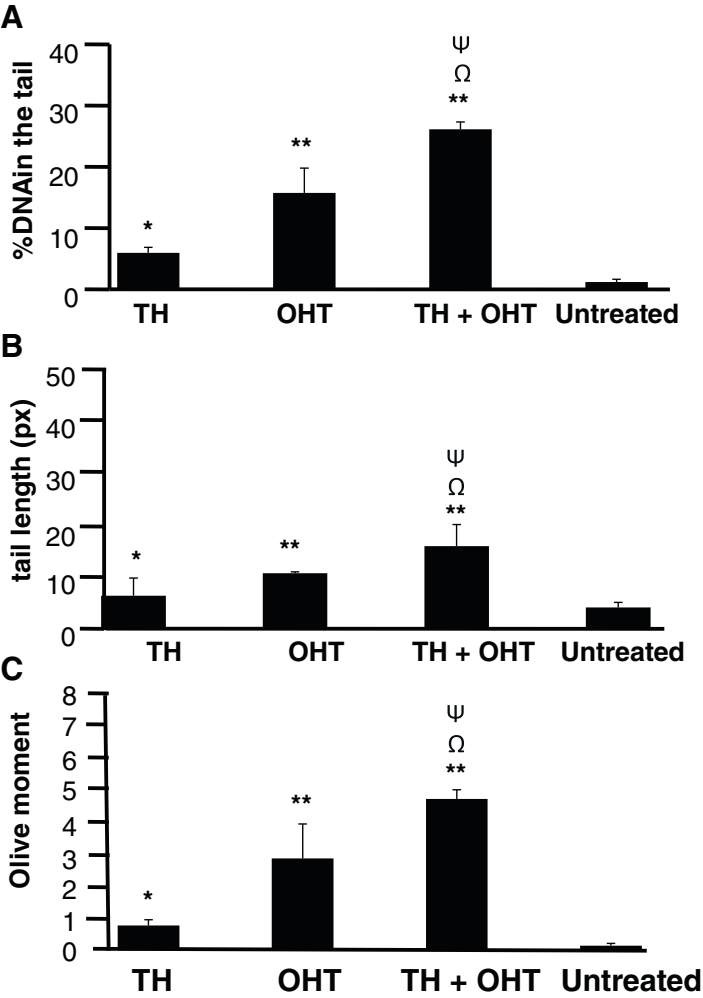 A
%DNAin the tail
40
30
20
10
0
Ψ
Ω
**
**
*
TH OHT TH + OHT Untreated
B
tail length (px)
50
40
30
20
10
0
Ψ
Ω
**
**
*
TH OHT TH + OHT Untreated
C
Olive moment
8
7
6
5
4
3
2
1
0
Ψ
Ω
**
**
*
TH OHT TH + OHT Untreated